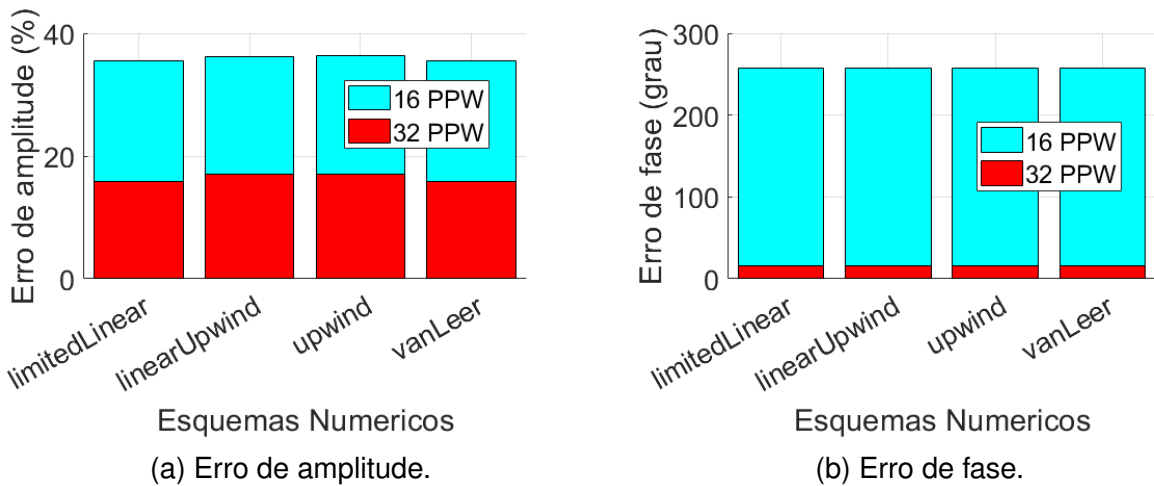 Erro de amplitude (%)
40
20
0
16 PPW
32 PPW
limitedLinear
linearUpwind
upwind
vanLeer
Esquemas Numericos
(a) Erro de amplitude.
Erro de fase (grau)
300
200
100
0
16 PPW
32 PPW
limitedLinear
linearUpwind
upwind
vanLeer
Esquemas Numericos
(b) Erro de fase.